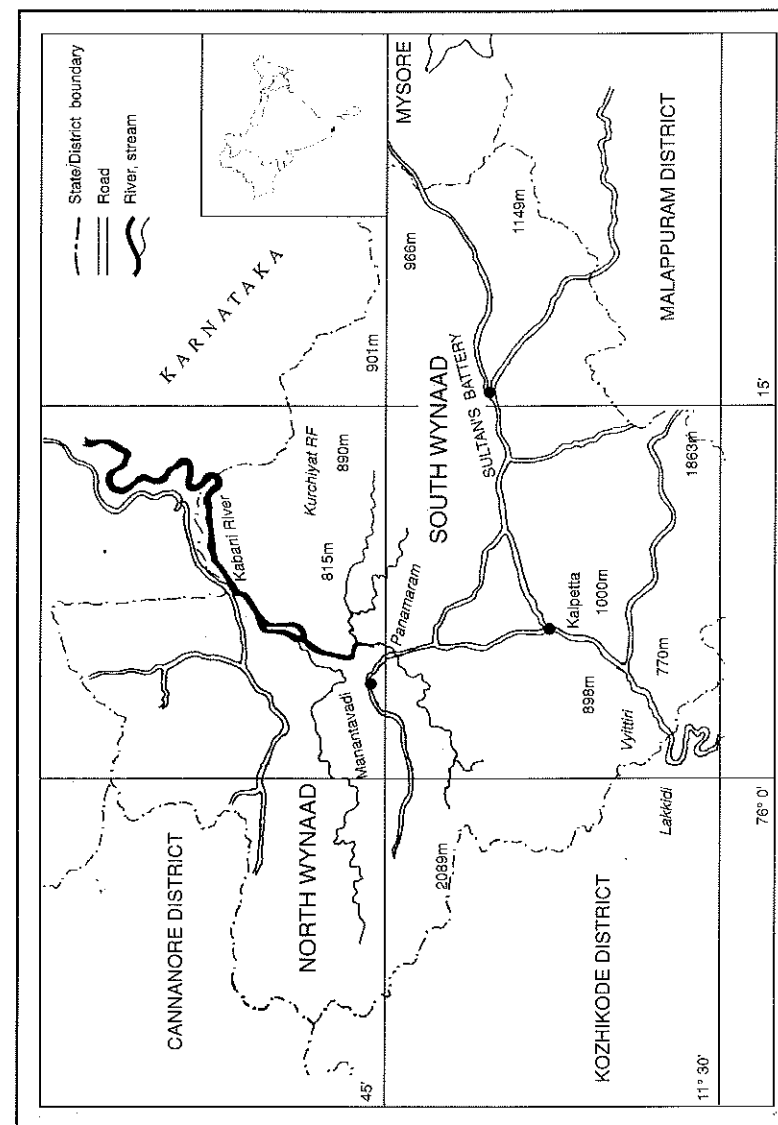 State/District boundary
Road
River, stream
KARNATAKA
MYSORE
CANNANORE DISTRICT
NORTH WYNAAD
Manantavadi
Kabani River
Kurchiyat RF
815m
890m
901m
966m
Panamaram
SOUTH WYNAAD
SULTAN'S BATTERY
1149m
2089m
Kalpetta
1000m
898m
770m
Vyittiri
Lakkidi
1863m
KOZHIKODE DISTRICT
MALAPPURAM DISTRICT
45'
11° 30'
76° 0'
15'